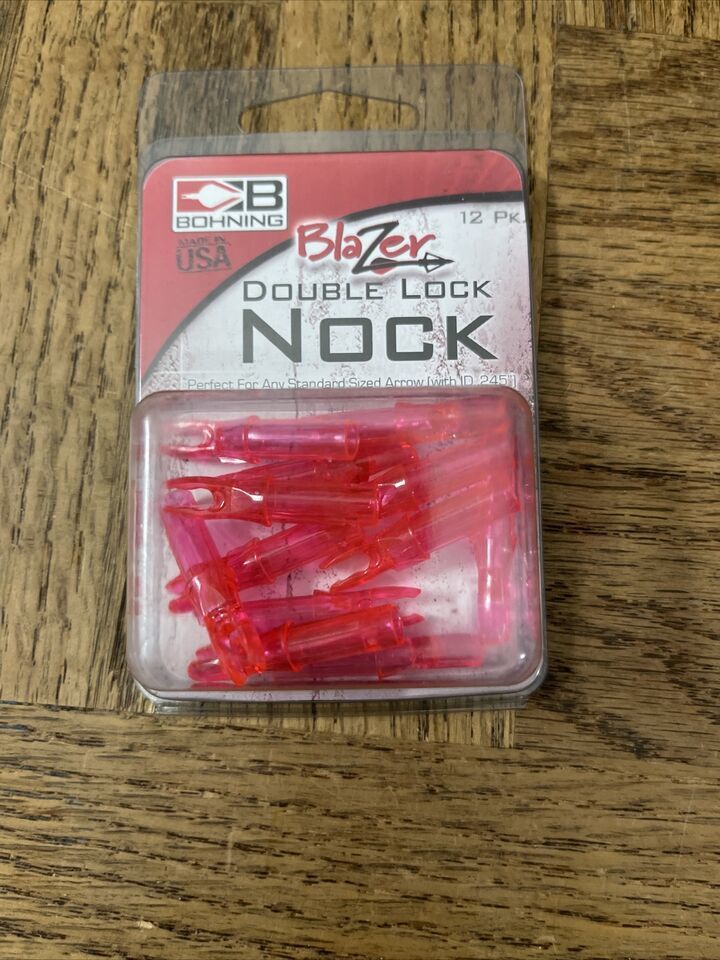 B
BOHNING
MADE IN
USA
12 Pk.
Blazer
Double Lock
Nock
Perfect For Any Standard Sized Arrow (with ID .245")